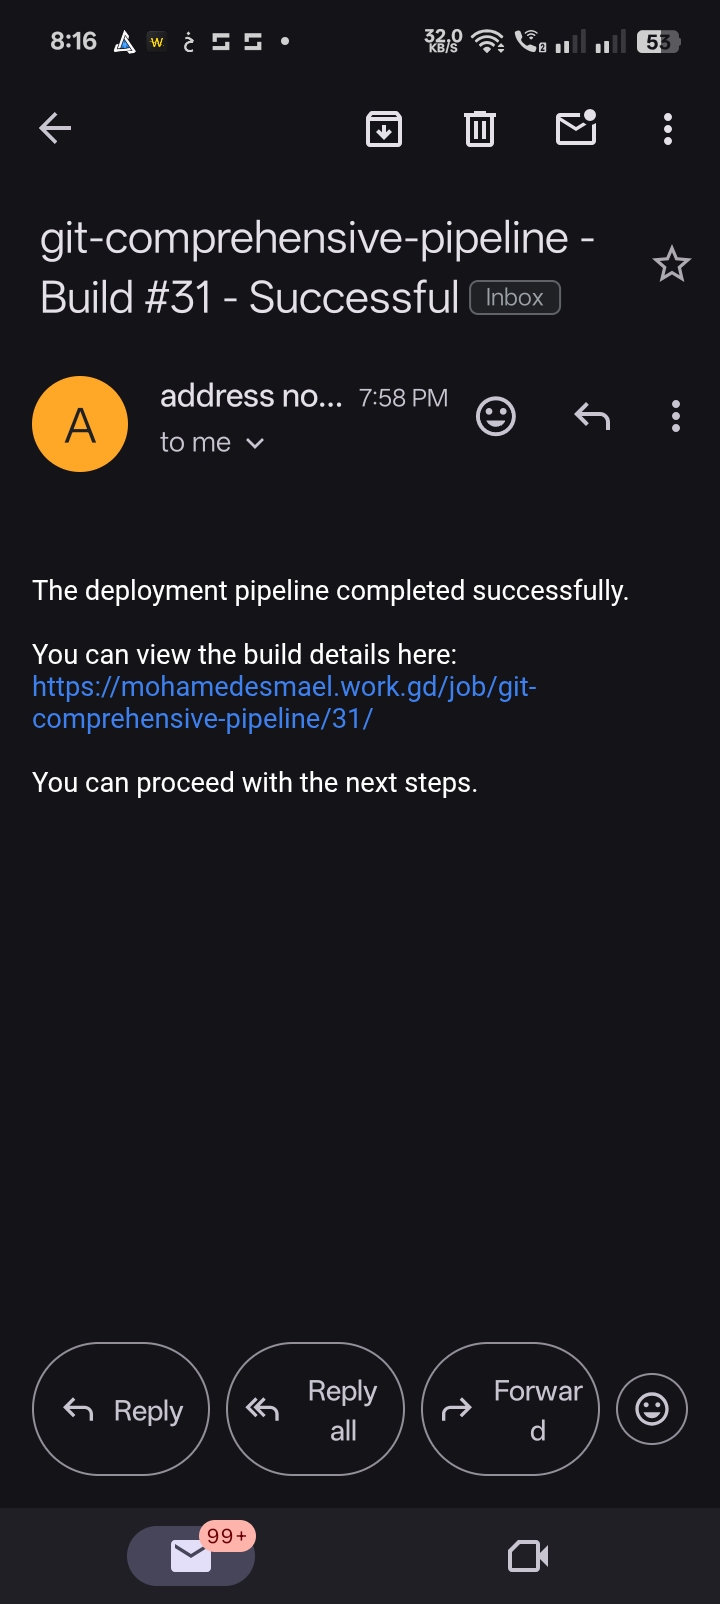 8:16 W خ 32.0 KB/S 2 53
git-comprehensive-pipeline -
Build #31 - Successful Inbox
A
address no... 7:58 PM
to me
The deployment pipeline completed successfully.
You can view the build details here:
https://mohamedesmael.work.gd/job/git-
comprehensive-pipeline/31/
You can proceed with the next steps.
Reply
Reply
all
Forwar
d
99+